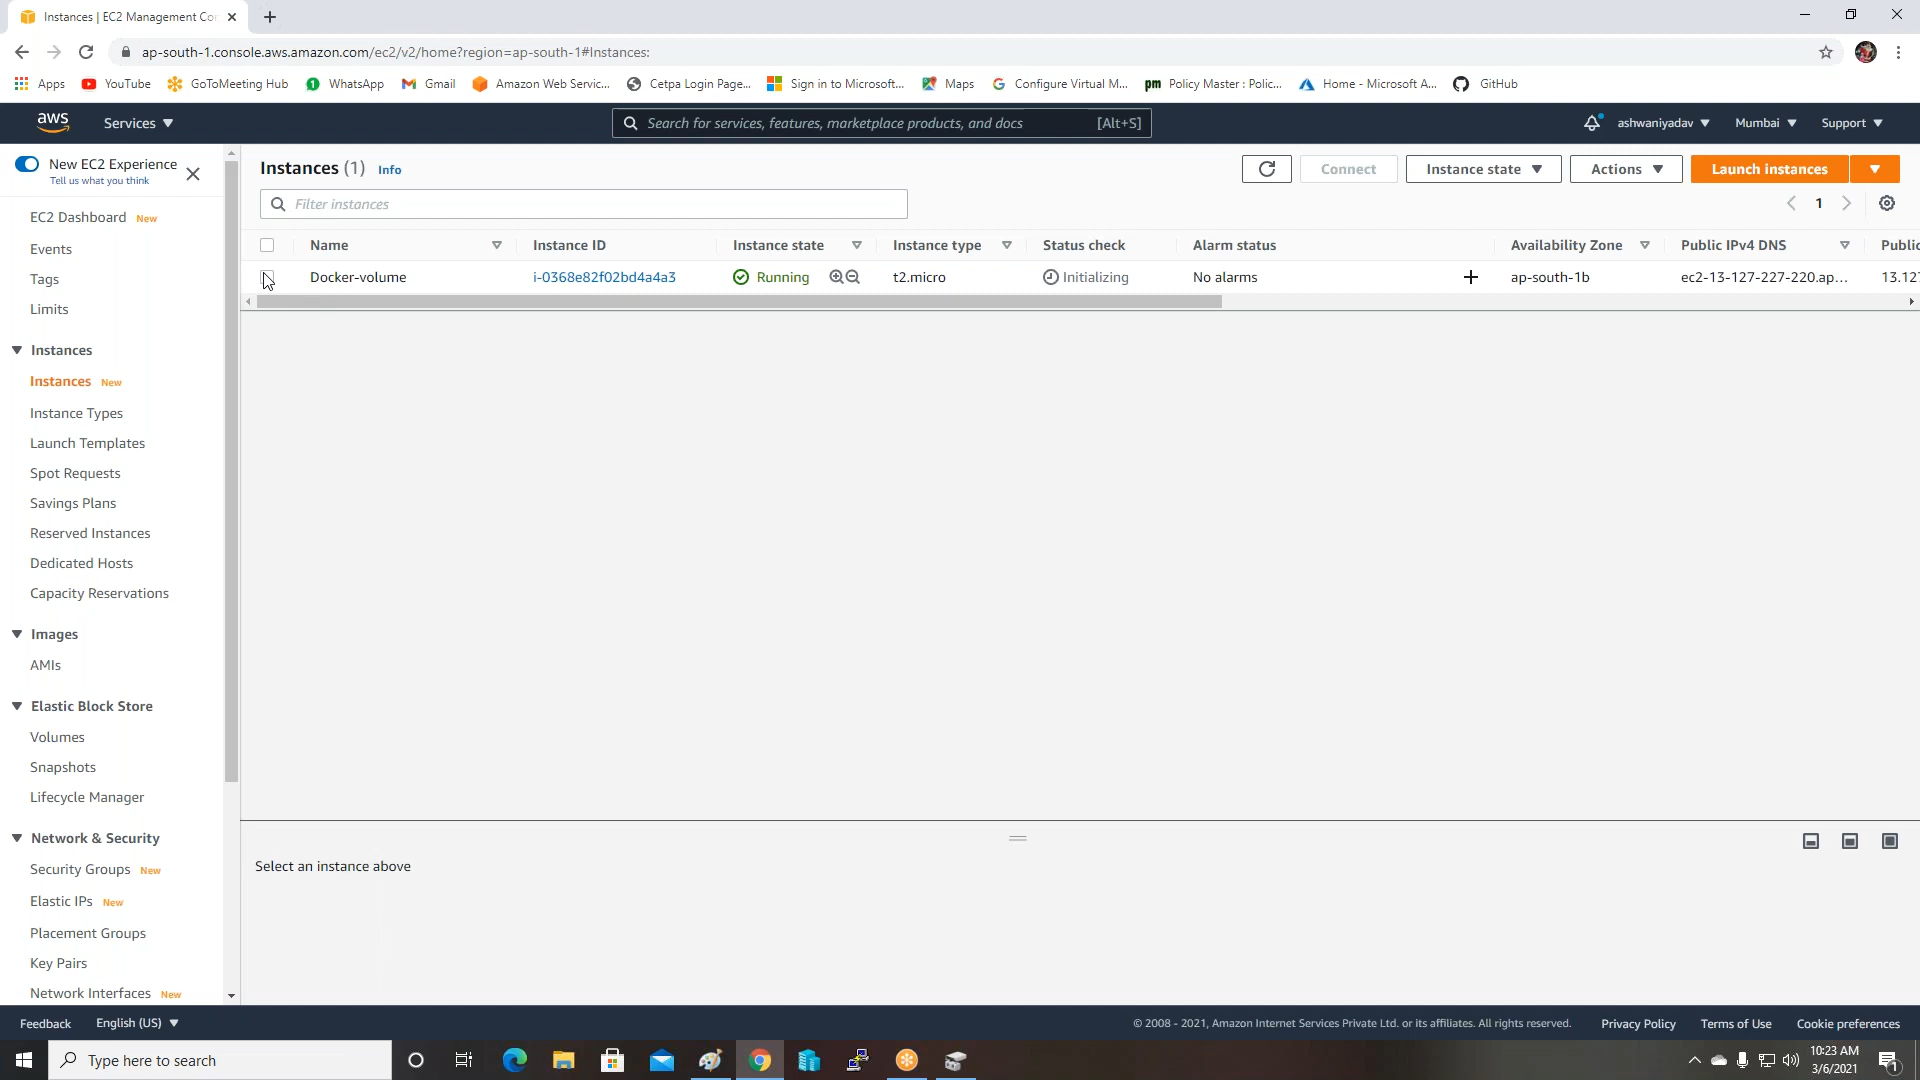 Instances | EC2 Management Co
ap-south-1.console.aws.amazon.com/ec2/v2/home?region=ap-south-1#Instances:
Apps YouTube GoToMeeting Hub WhatsApp Gmail Amazon Web Servic... Cetpa Login Page... Sign in to Microsoft... Maps Configure Virtual M... Policy Master : Polic... Home - Microsoft A... GitHub
aws Services Search for services, features, marketplace products, and docs [Alt+S] ashwaniyadav Mumbai Support
New EC2 Experience
Tell us what you think
EC2 Dashboard New
Events
Tags
Limits
Instances
Instances New
Instance Types
Launch Templates
Spot Requests
Savings Plans
Reserved Instances
Dedicated Hosts
Capacity Reservations
Images
AMIs
Elastic Block Store
Volumes
Snapshots
Lifecycle Manager
Network & Security
Security Groups New
Elastic IPs New
Placement Groups
Key Pairs
Network Interfaces New
Instances (1) Info Connect Instance state Actions Launch instances
Filter instances 1
Name Instance ID Instance state Instance type Status check Alarm status Availability Zone Public IPv4 DNS Public
Docker-volume i-0368e82f02bd4a4a3 Running t2.micro Initializing No alarms ap-south-1b ec2-13-127-227-220.ap... 13.127
Select an instance above
Feedback English (US) © 2008 - 2021, Amazon Internet Services Private Ltd. or its affiliates. All rights reserved. Privacy Policy Terms of Use Cookie preferences
Type here to search
10:23 AM
3/6/2021
1